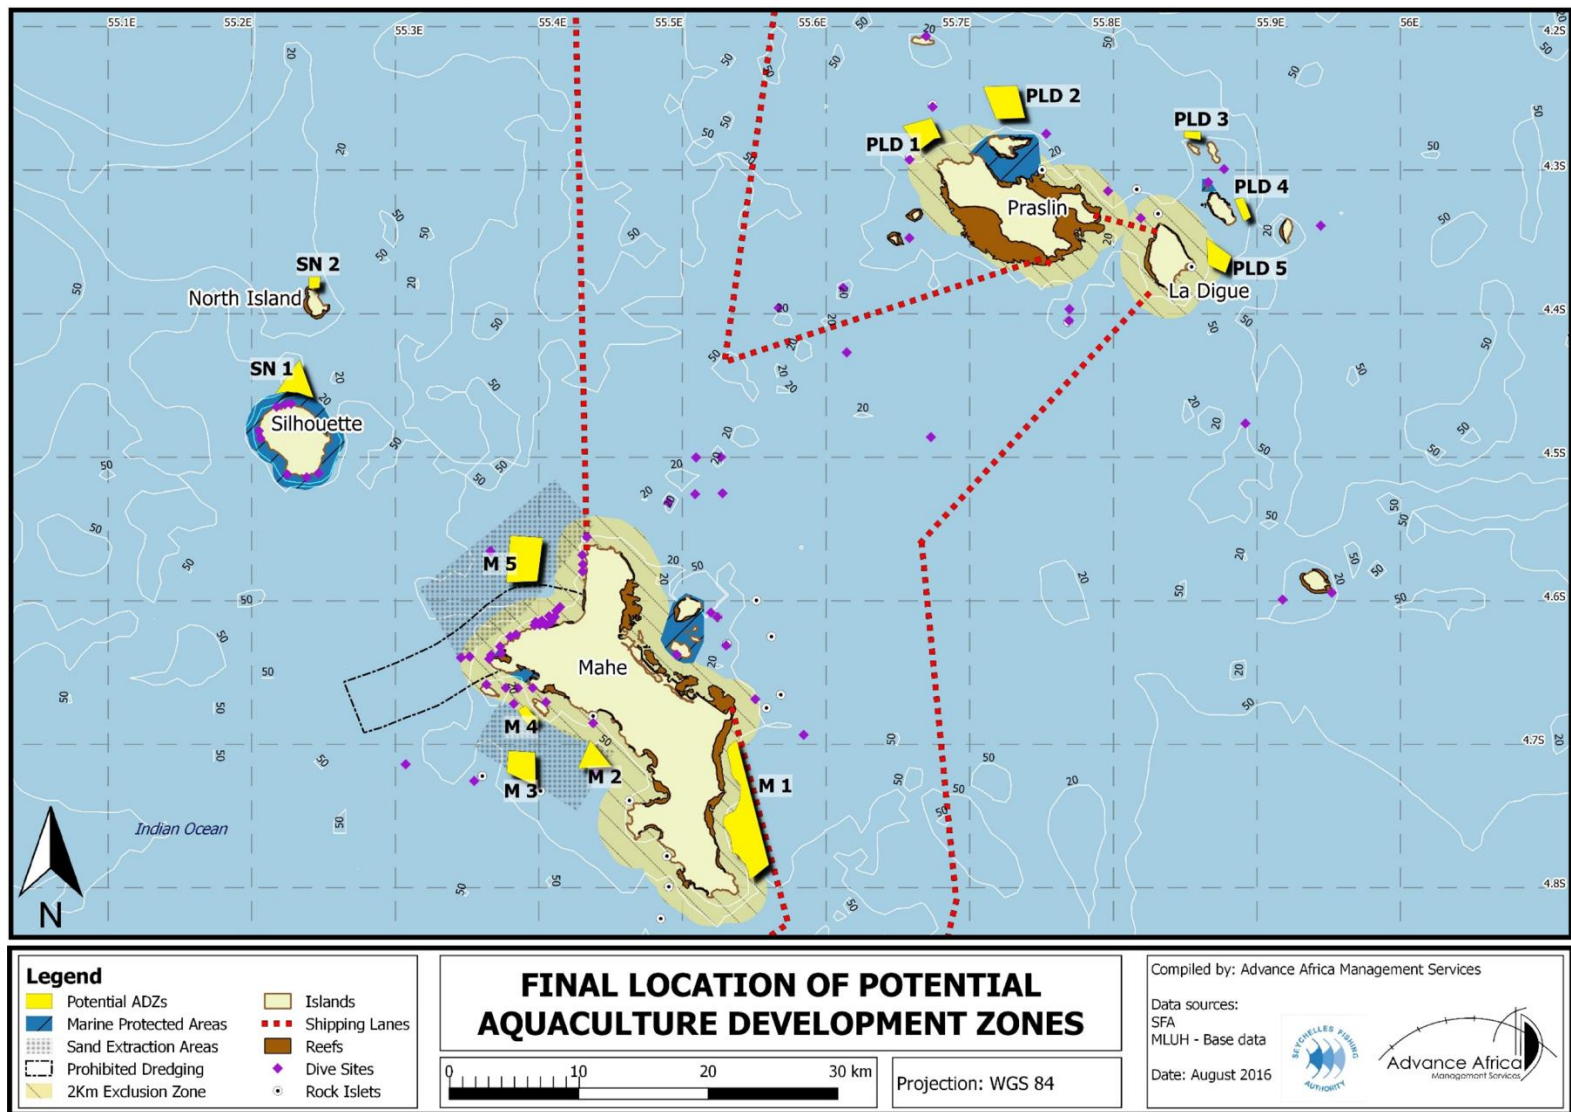 55.1E 55.2E 55.3E 55.4E 55.5E 55.6E 55.7E 55.8E 55.9E 56E
4.2S
4.3S
4.4S
4.5S
4.6S
4.7S
4.8S
PLD 2
PLD 1
PLD 3
PLD 4
Praslin
PLD 5
La Digue
SN 2
North Island
SN 1
Silhouette
M 5
Mahe
M 4
M 3
M 2
M 1
Indian Ocean
N
Legend
Potential ADZs
Marine Protected Areas
Sand Extraction Areas
Prohibited Dredging
2Km Exclusion Zone
Islands
Shipping Lanes
Reefs
Dive Sites
Rock Islets
FINAL LOCATION OF POTENTIAL
AQUACULTURE DEVELOPMENT ZONES
0 10 20 30 km
Projection: WGS 84
Compiled by: Advance Africa Management Services
Data sources:
SFA
MLUH - Base data
Date: August 2016
SEYCHELLES FISHING
AUTHORITY
Advance Africa
Management Services